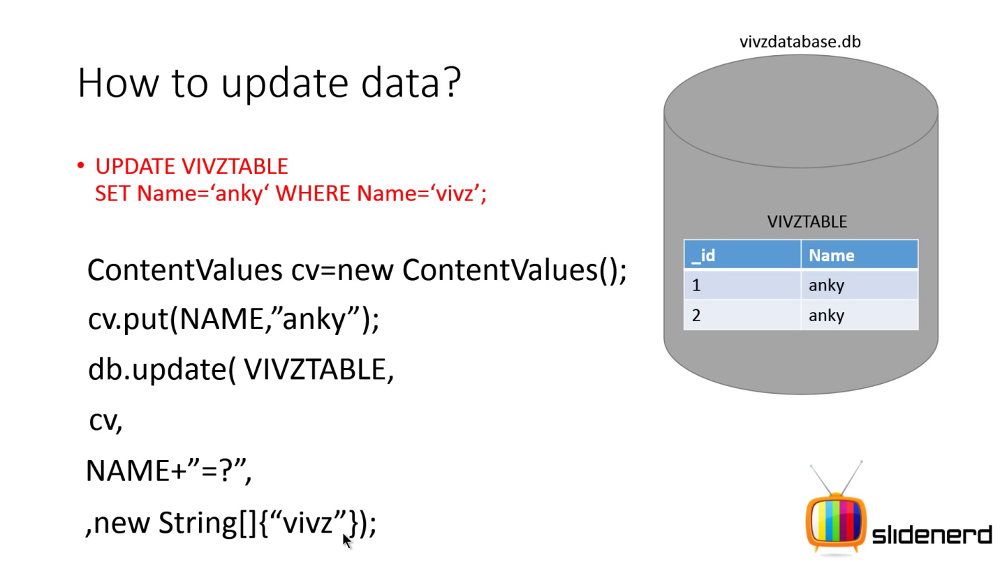 How to update data?
• UPDATE VIVZTABLE
SET Name=‘anky‘ WHERE Name=‘vivz’;
ContentValues cv=new ContentValues();
cv.put(NAME,”anky”);
db.update( VIVZTABLE,
cv,
NAME+”=?”,
,new String[]{“vivz”});
vivzdatabase.db
VIVZTABLE
_id Name
1 anky
2 anky
slidenerd